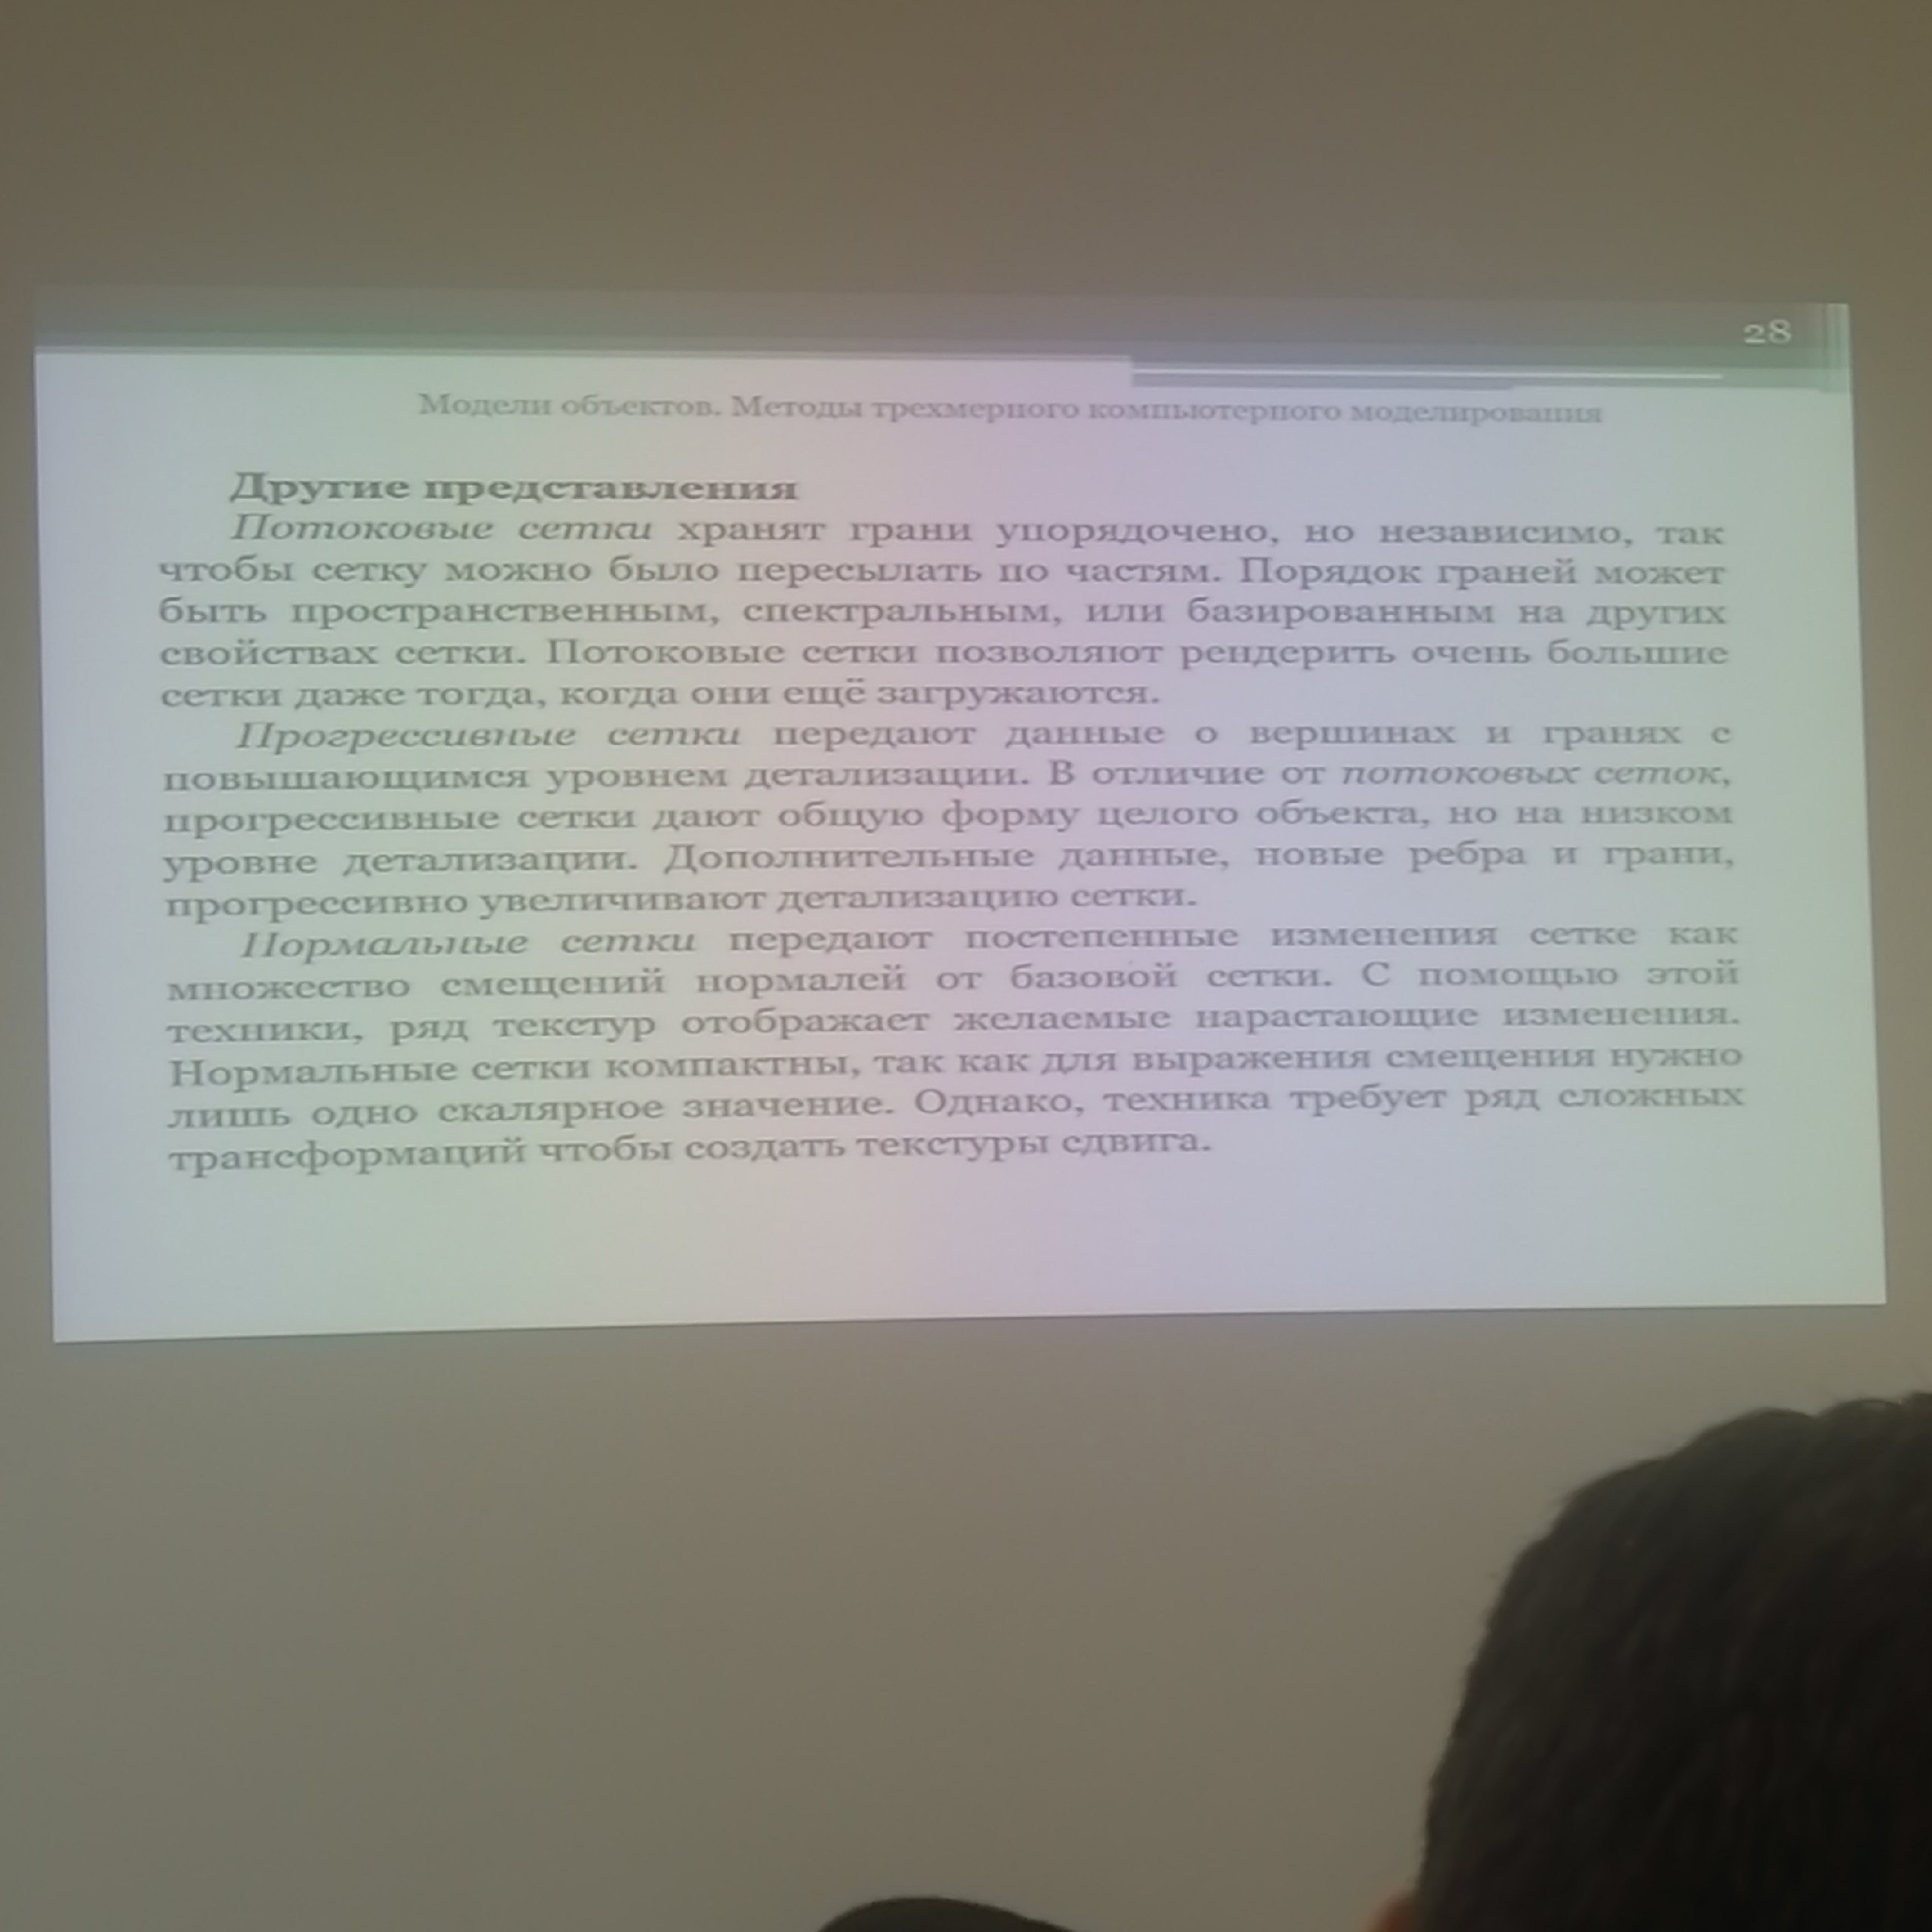 28
Модели объектов. Методы трехмерного компьютерного моделирования
Другие представления
Потоковые сетки хранят грани упорядочено, но независимо, так
чтобы сетку можно было пересылать по частям. Порядок граней может
быть пространственным, спектральным, или базированным на других
свойствах сетки. Потоковые сетки позволяют рендерить очень большие
сетки даже тогда, когда они ещё загружаются.
Прогрессивные сетки передают данные о вершинах и гранях с
повышающимся уровнем детализации. В отличие от потоковых сеток,
прогрессивные сетки дают общую форму целого объекта, но на низком
уровне детализации. Дополнительные данные, новые ребра и грани,
прогрессивно увеличивают детализацию сетки.
Нормальные сетки передают постепенные изменения сетке как
множество смещений нормалей от базовой сетки. С помощью этой
техники, ряд текстур отображает желаемые нарастающие изменения.
Нормальные сетки компактны, так как для выражения смещения нужно
лишь одно скалярное значение. Однако, техника требует ряд сложных
трансформаций чтобы создать текстуры сдвига.